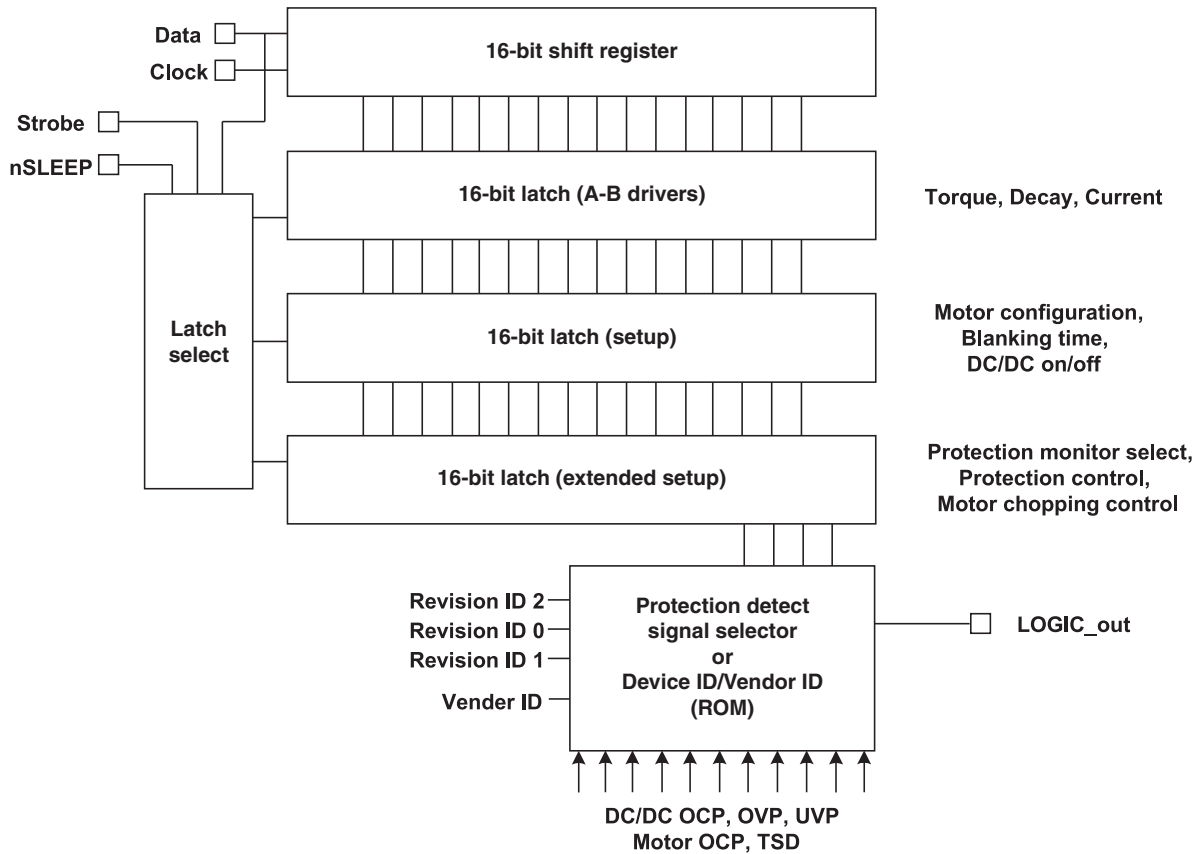 Data
Clock
16-bit shift register
Strobe
nSLEEP
16-bit latch (A-B drivers)
Torque, Decay, Current
Latch
select
16-bit latch (setup)
Motor configuration,
Blanking time,
DC/DC on/off
16-bit latch (extended setup)
Protection monitor select,
Protection control,
Motor chopping control
Revision ID 2
Revision ID 0
Revision ID 1
Vender ID
Protection detect
signal selector
or
Device ID/Vendor ID
(ROM)
LOGIC_out
DC/DC OCP, OVP, UVP
Motor OCP, TSD